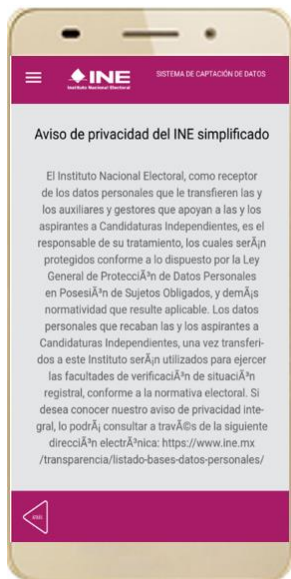 INE
Instituto Nacional Electoral
SISTEMA DE CAPTACIÓN DE DATOS
Aviso de privacidad del INE simplificado
El Instituto Nacional Electoral, como receptor
de los datos personales que le transfieren las y
los auxiliares y gestores que apoyan a las y los
aspirantes a Candidaturas Independientes, es el
responsable de su tratamiento, los cuales serÃ¡n
protegidos conforme a lo dispuesto por la Ley
General de ProtecciÃ³n de Datos Personales
en PosesiÃ³n de Sujetos Obligados, y demÃ¡s
normatividad que resulte aplicable. Los datos
personales que recaban las y los aspirantes a
Candidaturas Independientes, una vez transferi-
dos a este Instituto serÃ¡n utilizados para ejercer
las facultades de verificaciÃ³n de situaciÃ³n
registral, conforme a la normativa electoral. Si
desea conocer nuestro aviso de privacidad inte-
gral, lo podrÃ¡ consultar a travÃ©s de la siguiente
direcciÃ³n electrÃ³nica: https://www.ine.mx
/transparencia/listado-bases-datos-personales/